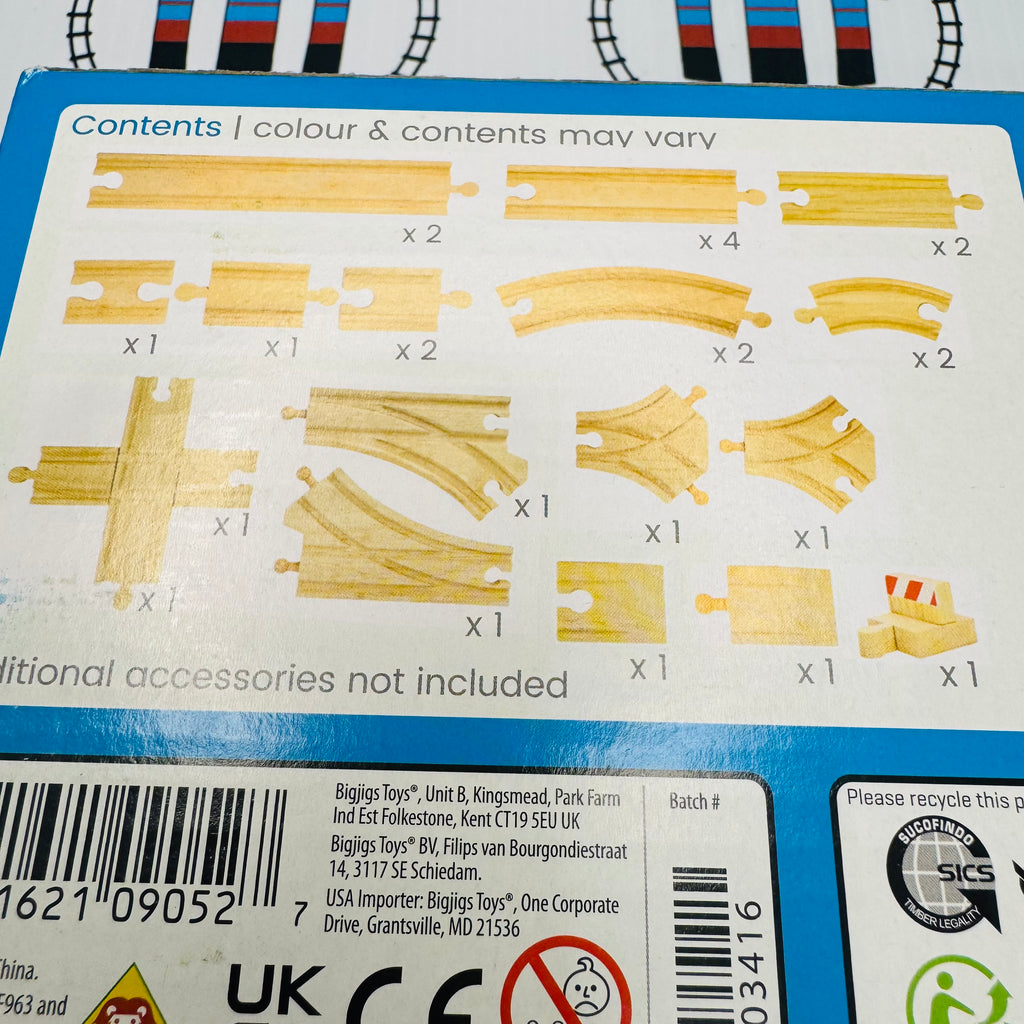 Contents | colour & contents may vary
x 2
x 4
x 2
x 1
x 1
x 2
x 2
x 2
x 1
x 1
x 1
x 1
x 1
x 1
x 1
x 1
x 1
accessories not included
Bigjigs Toys®, Unit B, Kingsmead, Park Farm
Ind Est Folkestone, Kent CT19 5EU UK
Bigjigs Toys® BV, Filips van Bourgondiestraat
14, 3117 SE Schiedam.
USA Importer: Bigjigs Toys®, One Corporate
Drive, Grantsville, MD 21536
1621 09052 7
Batch #
03416
Please recycle this
SUCOFINDO
SICS
TIMBER LEGALITY
F963 and
UK
CE